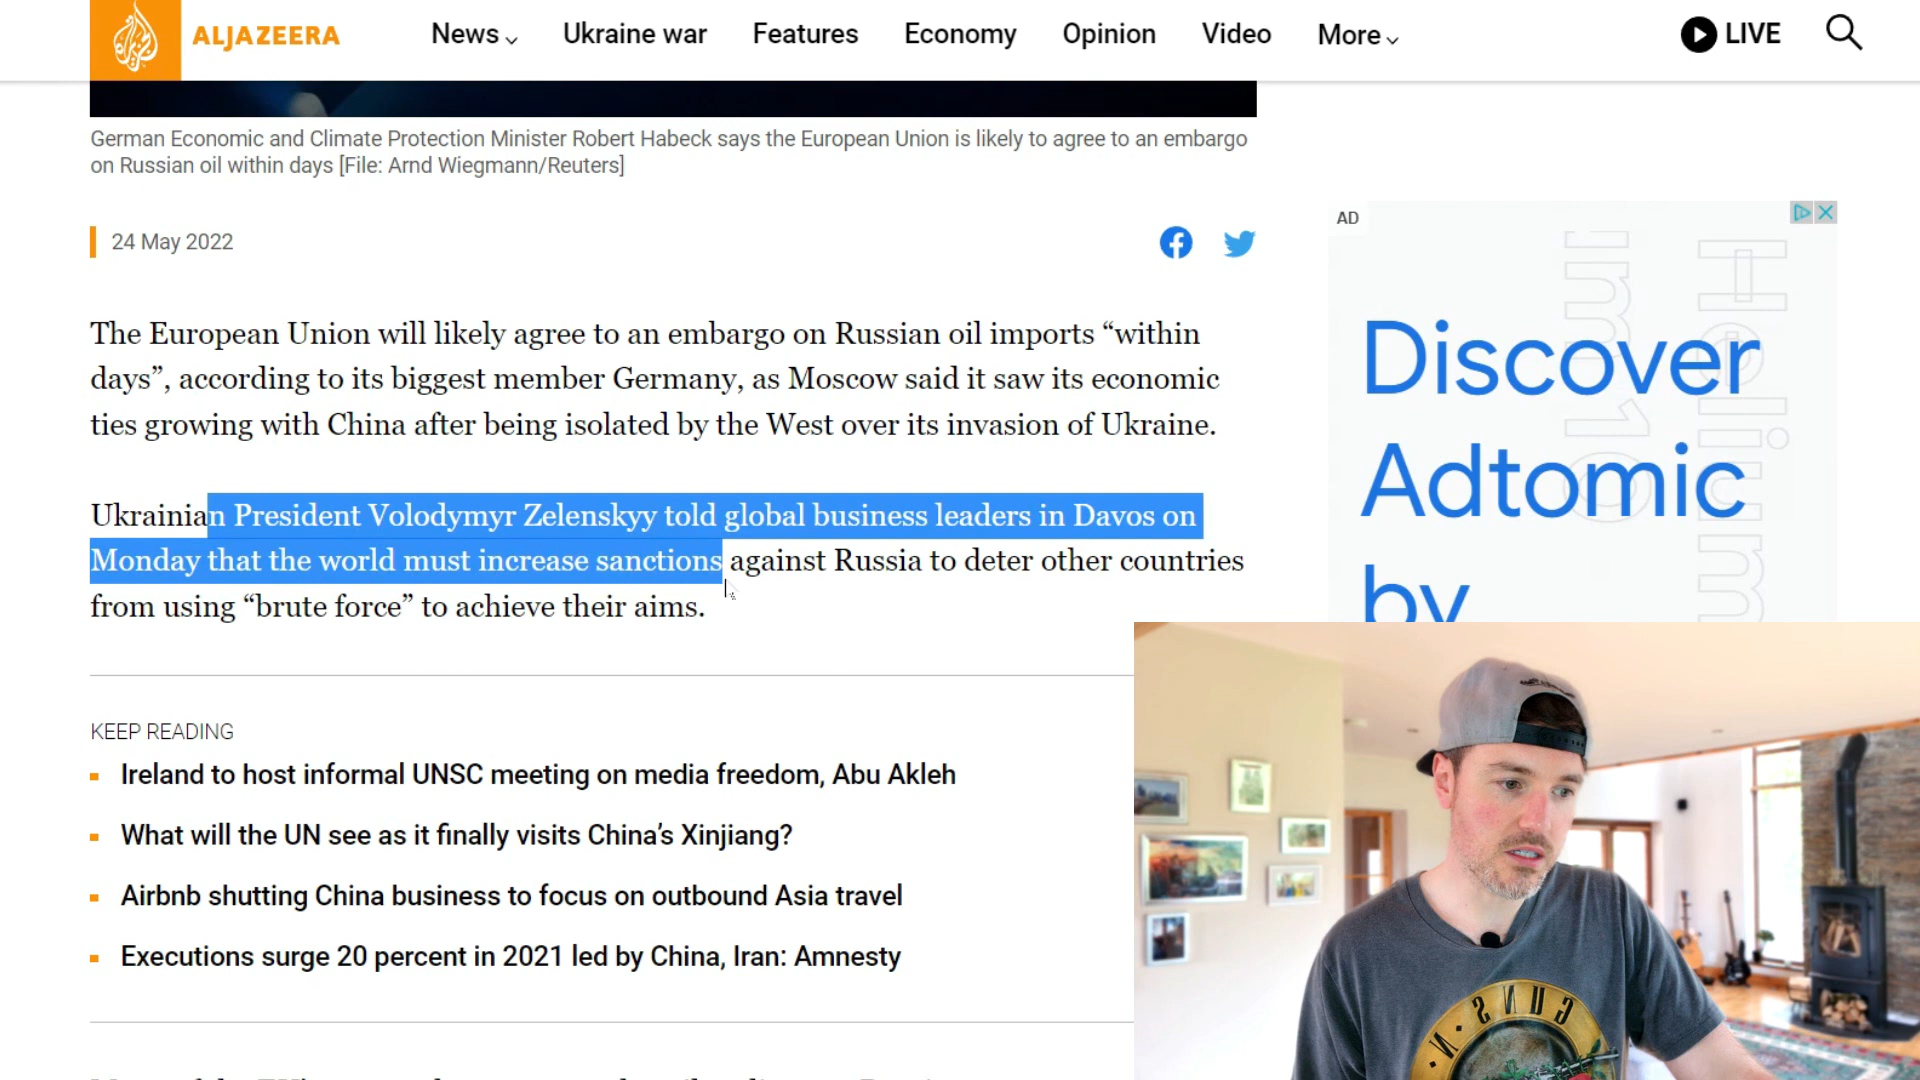 ALJAZEERA
News
Ukraine war
Features
Economy
Opinion
Video
More
LIVE
German Economic and Climate Protection Minister Robert Habeck says the European Union is likely to agree to an embargo
on Russian oil within days [File: Arnd Wiegmann/Reuters]
24 May 2022
The European Union will likely agree to an embargo on Russian oil imports “within
days”, according to its biggest member Germany, as Moscow said it saw its economic
ties growing with China after being isolated by the West over its invasion of Ukraine.
Ukrainian President Volodymyr Zelenskyy told global business leaders in Davos on
Monday that the world must increase sanctions against Russia to deter other countries
from using “brute force” to achieve their aims.
KEEP READING
Ireland to host informal UNSC meeting on media freedom, Abu Akleh
What will the UN see as it finally visits China’s Xinjiang?
Airbnb shutting China business to focus on outbound Asia travel
Executions surge 20 percent in 2021 led by China, Iran: Amnesty
AD
Discover
Adtomic
by
Helium
10
GUNS N